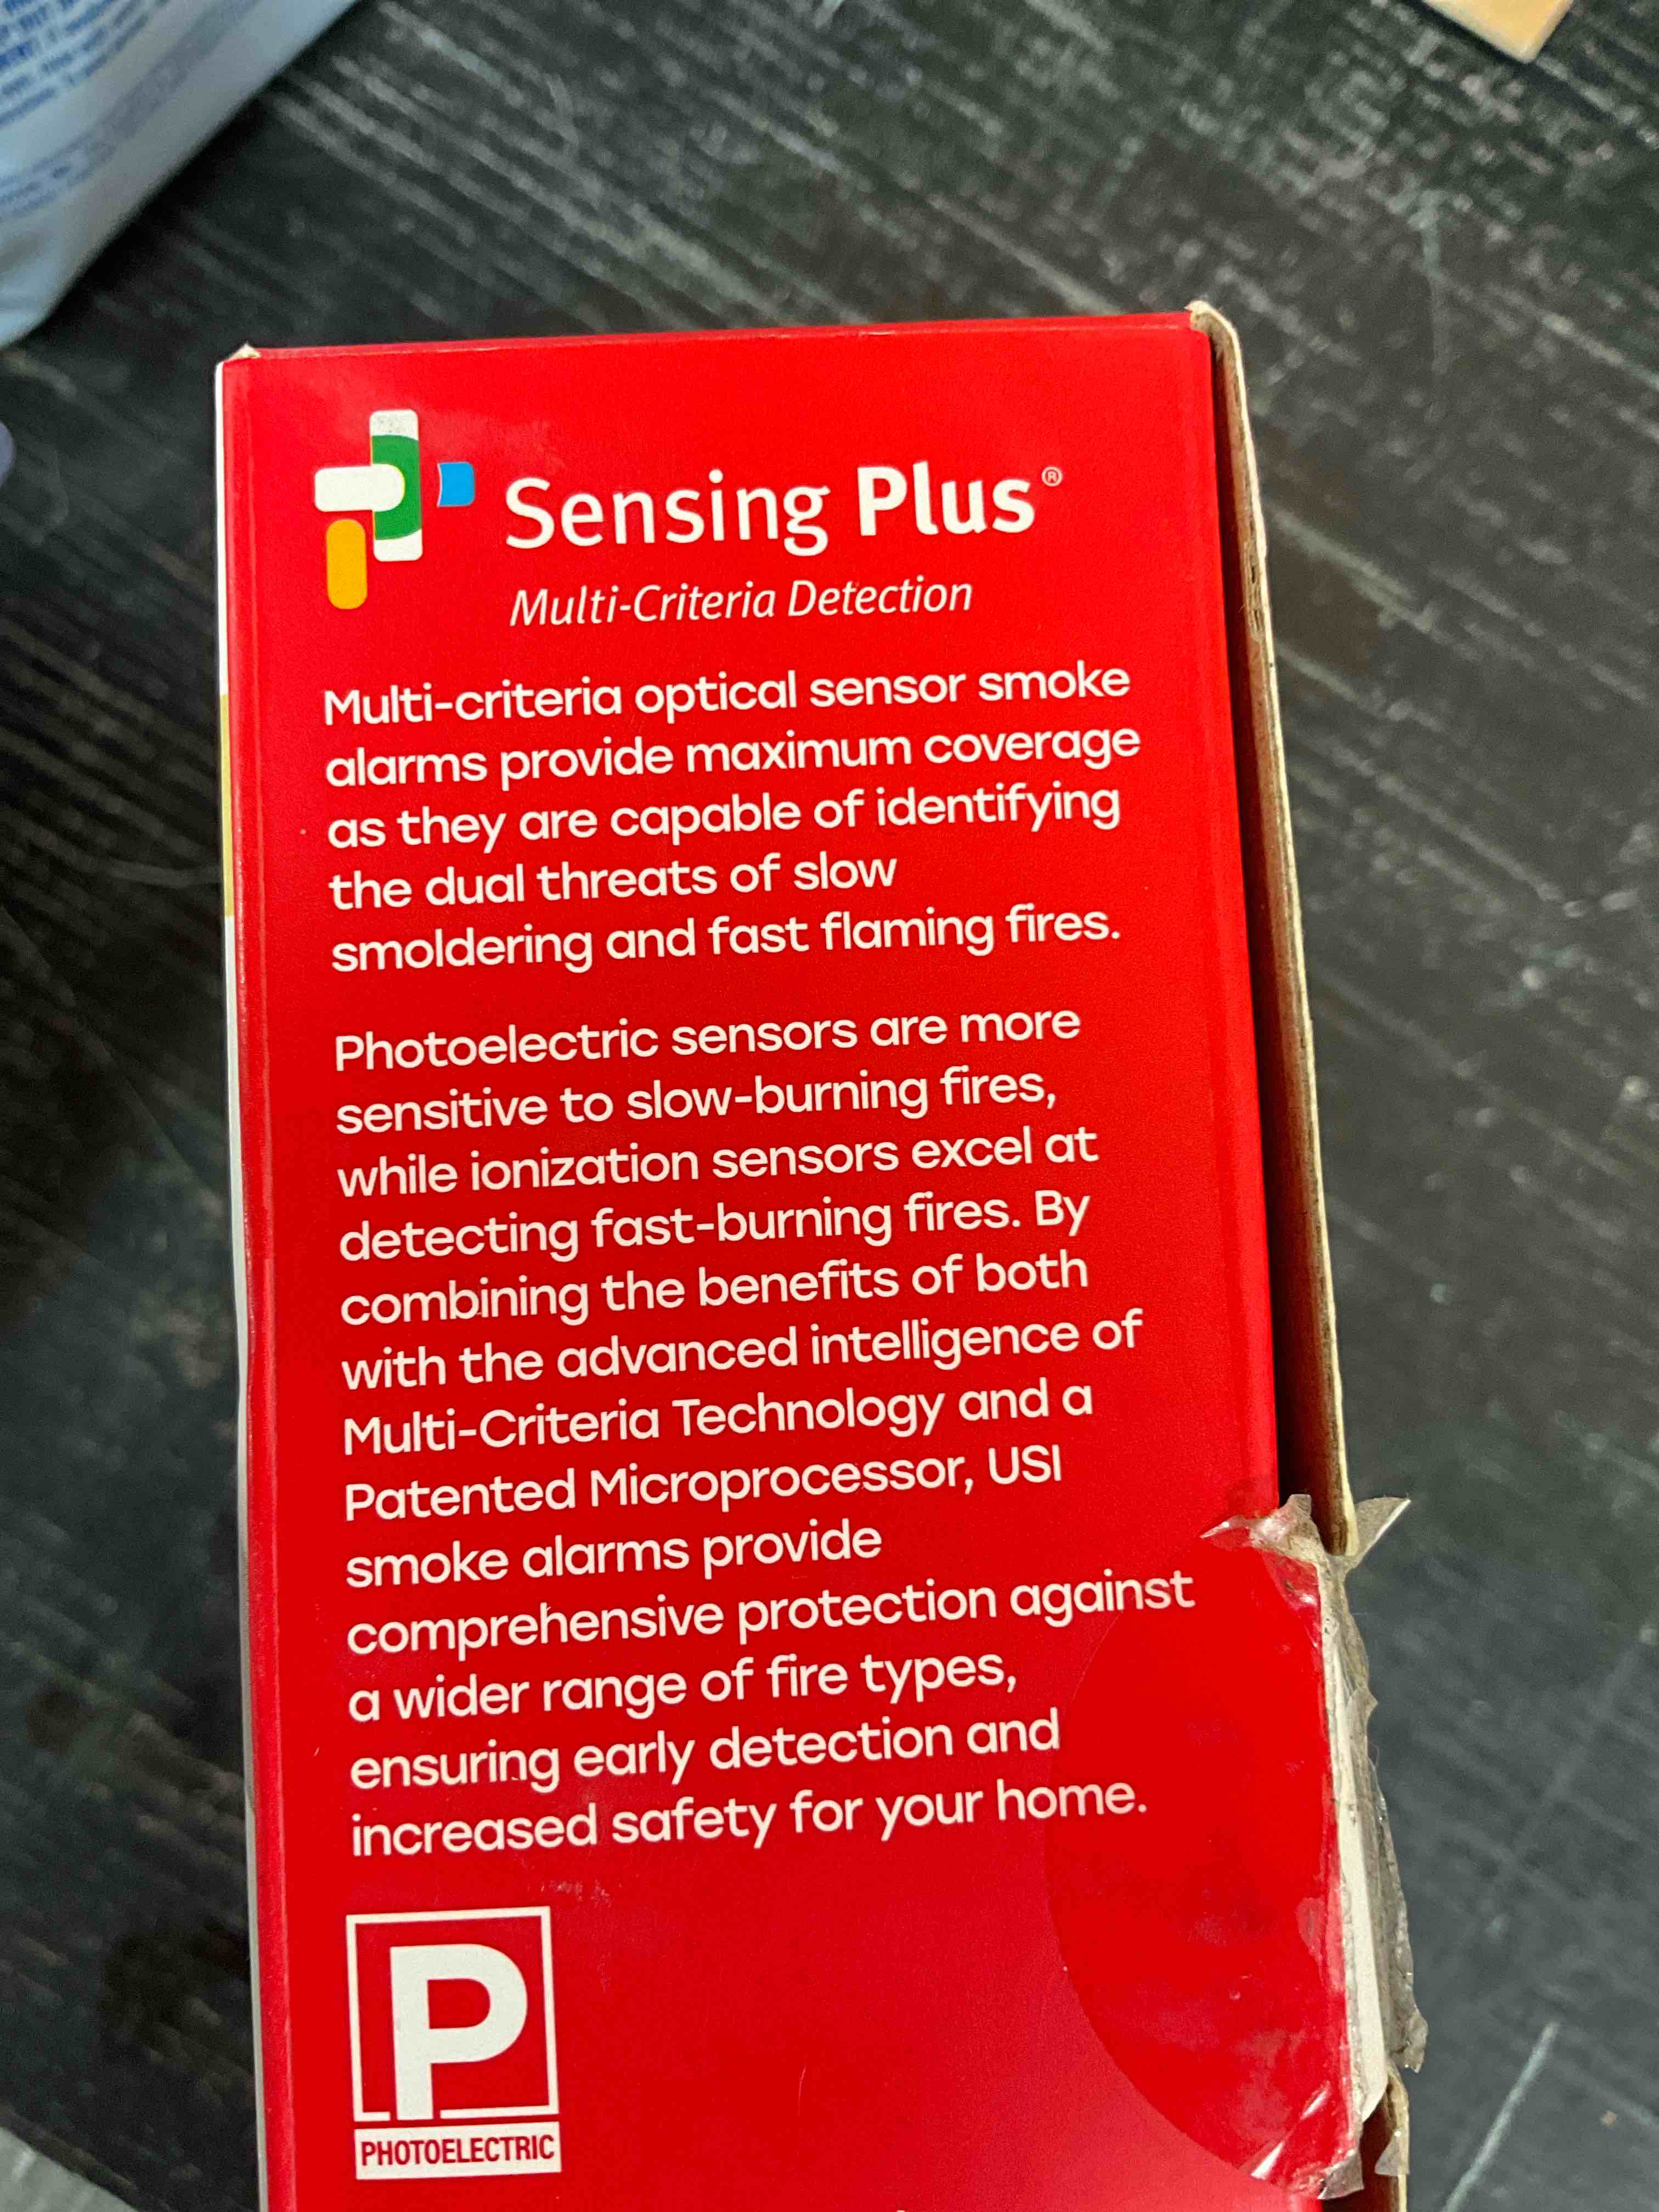 Sensing Plus®
Multi-Criteria Detection
Multi-criteria optical sensor smoke
alarms provide maximum coverage
as they are capable of identifying
the dual threats of slow
smoldering and fast flaming fires.
Photoelectric sensors are more
sensitive to slow-burning fires,
while ionization sensors excel at
detecting fast-burning fires. By
combining the benefits of both
with the advanced intelligence of
Multi-Criteria Technology and a
Patented Microprocessor, USI
smoke alarms provide
comprehensive protection against
a wider range of fire types,
ensuring early detection and
increased safety for your home.
P
PHOTOELECTRIC